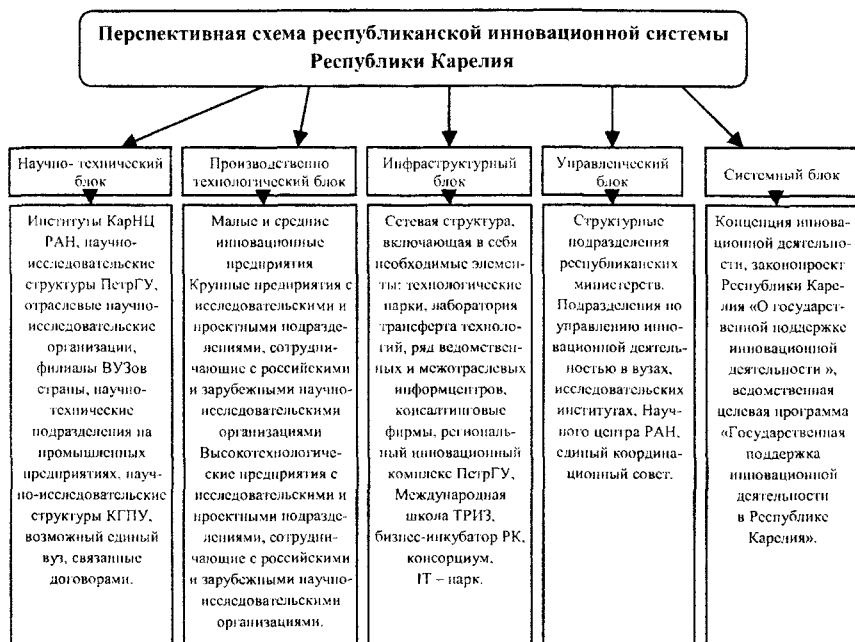 Перспективная схема республиканской инновационной системы
Республики Карелия
Научно- технический
блок
Институты КарНЦ
РАН, научно-
исследовательские
структуры ПетрГУ,
отраслевые научно-
исследовательские
организации,
филиалы ВУЗов
страны, научно-
технические
подразделения на
промышленных
предприятиях, науч-
но-исследовательские
структуры КГПУ,
возможный единый
вуз, связанные
договорами.
Производственно
технологический блок
Малые и средние
инновационные
предприятия
Крупные предприятия с
исследовательскими и
проектными подразде-
лениями, сотрудни-
чающие с российскими
и зарубежными научно-
исследовательскими
организациями
Высокотехнологиче-
ские предприятия с
исследовательскими и
проектными подразде-
лениями, сотрудни-
чающие с российскими
и зарубежными научно-
исследовательскими
организациями.
Инфраструктурный
блок
Сетевая структура,
включающая в себя
необходимые элемен-
ты: технологические
парки, лаборатория
трансферта техноло-
гий, ряд ведомствен-
ных и межотраслевых
информцентров,
консалтинговые
фирмы, региональ-
ный инновационный
комплекс ПетрГУ,
Международная
школа ТРИЗ,
бизнес-инкубатор РК,
консорциум,
IT – парк.
Управленческий
блок
Структурные
подразделения
республиканских
министерств.
Подразделения по
управлению инно-
вационной деятель-
ностью в вузах,
исследовательских
институтах, Науч-
ного центра РАН,
единый координа-
ционный совет.
Системный блок
Концепция иннова-
ционной деятельно-
сти, законопроект
Республики Каре-
лия «О государст-
венной поддержке
инновационной
деятельности »,
ведомственная
целевая программа
«Государственная
поддержка
инновационной
деятельности
в Республике
Карелия».